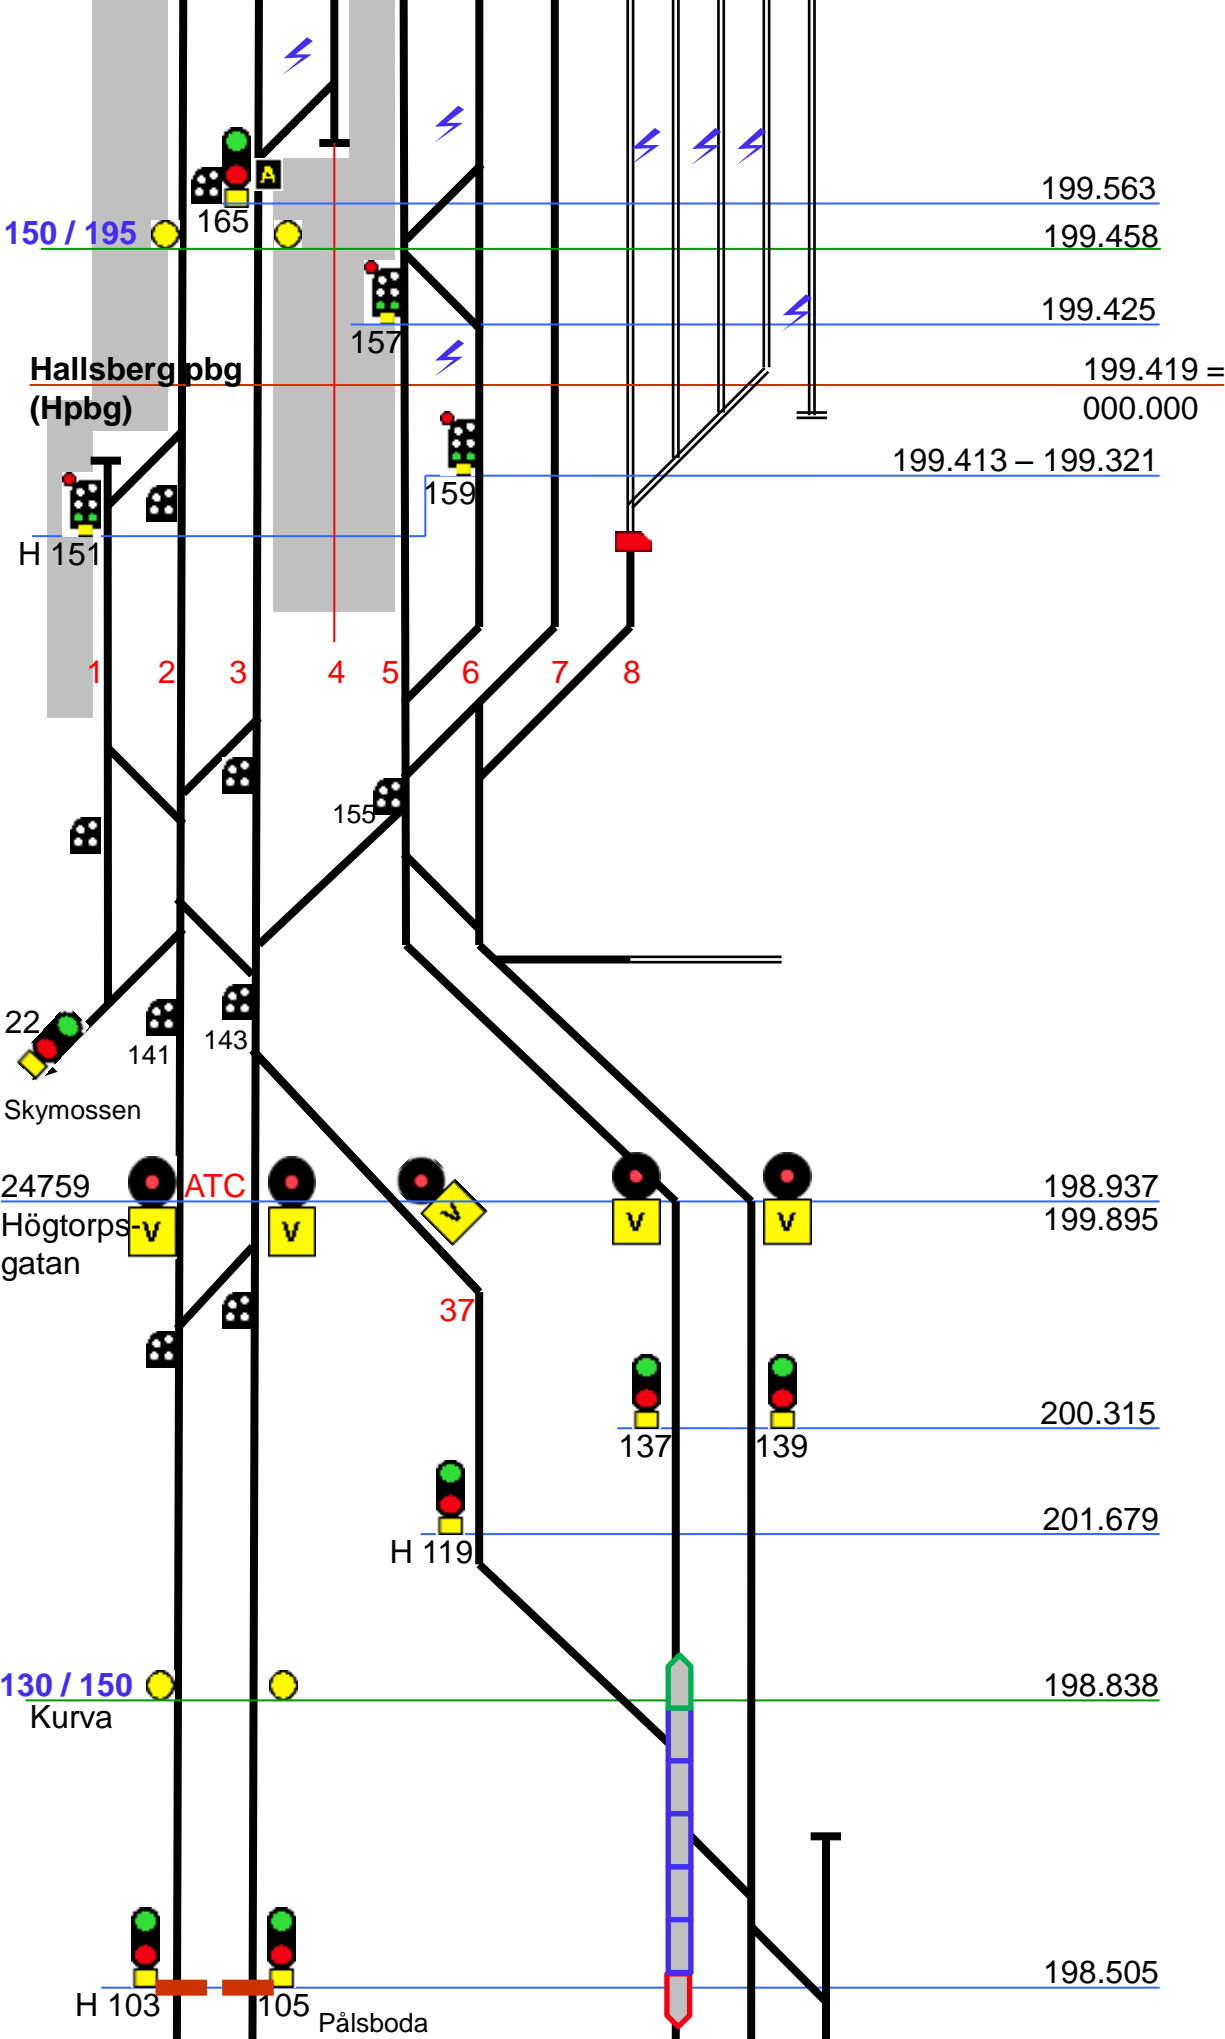 A
199.563
165
150 / 195
199.458
199.425
157
Hallsberg pbg
199.419 =
(Hpbg)
000.000
199.413 – 199.321
159
H 151
1 2 3 4 5 6 7 8
155
22
143
141
Skymossen
24759
ATC
198.937
Högtorps-
199.895
gatan
V
V
V
V
V
37
200.315
137
139
201.679
H 119
130 / 150
198.838
Kurva
198.505
H 103
105
Pålsboda